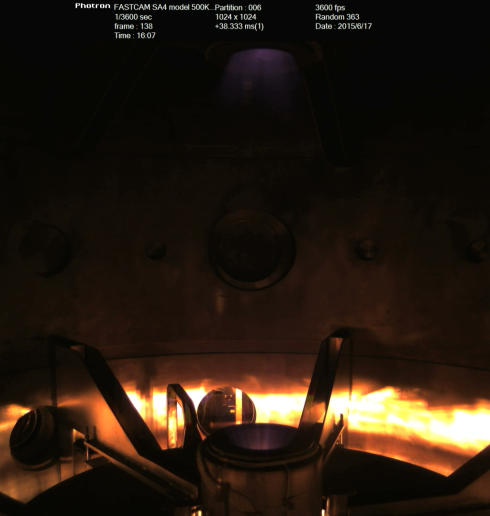 Photron FASTCAM SA4 model 500K... Partition : 006 3600 fps
1/3600 sec 1024 x 1024 Random 363
frame : 138 +38.333 ms(1) Date : 2015/6/17
Time : 16:07